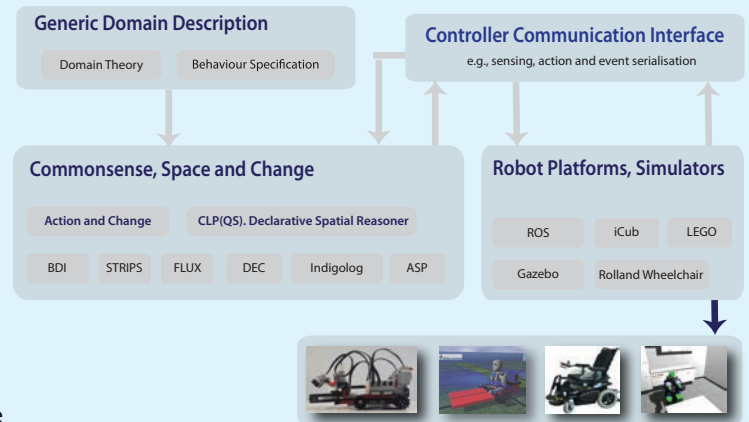 Generic Domain Description
Domain Theory
Behaviour Specification
Controller Communication Interface
e.g., sensing, action and event serialisation
Commonsense, Space and Change
Action and Change
CLP(QS). Declarative Spatial Reasoner
BDI
STRIPS
FLUX
DEC
Indigolog
ASP
Robot Platforms, Simulators
ROS
iCub
LEGO
Gazebo
Rolland Wheelchair